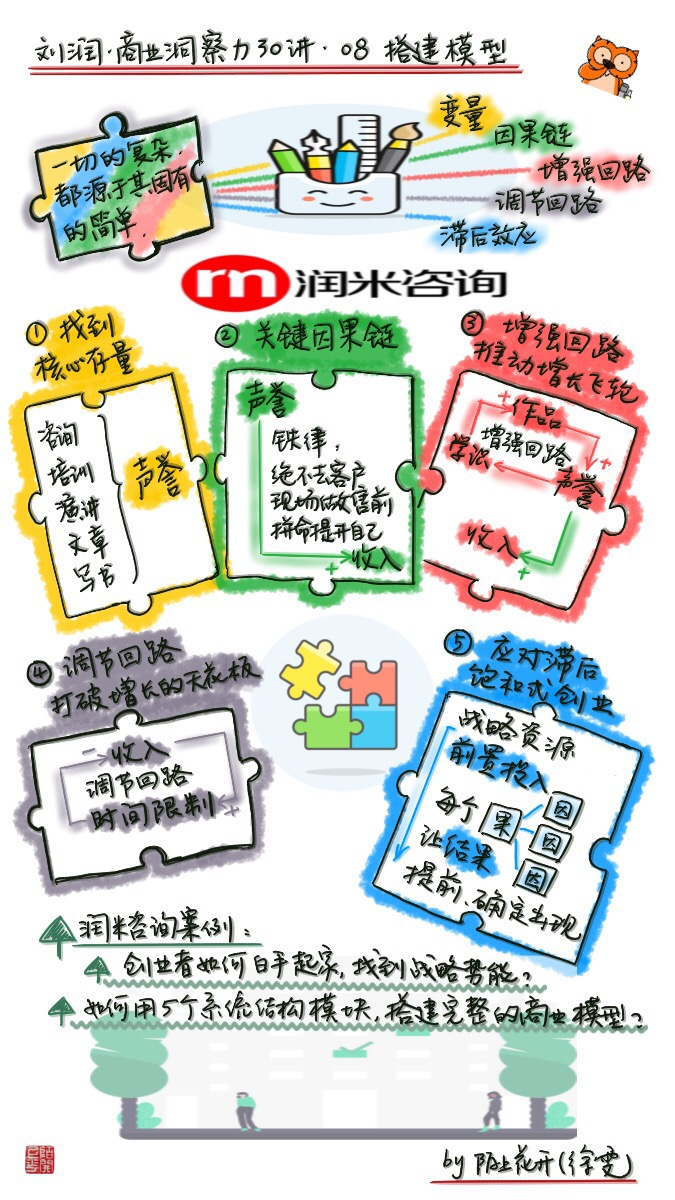 刘润·商业洞察力30讲·08 搭建模型
一切的复杂，
都源于其固有
的简单．
变量
因果链
增强回路
调节回路
滞后效应
rm 润米咨询
① 找到
核心存量
咨询
培训
演讲
文章
写书
声誉
② 关键因果链
声誉
铁律：
绝不去客户
现场做售前
拼命提升自己
收入
+
③ 增强回路
推动增长飞轮
+ 作品
增强回路
学识
+
声誉
收入
+
④ 调节回路
打破增长的天花板
- 收入
调节回路
时间限制
+
⑤ 应对滞后
饱和式创业
战略资源
前置投入
每个 果
因
因
因
让结果
提前、确定出现
润米咨询案例：
创业者如何白手起家，找到战略势能？
如何用5个系统结构模块，搭建完整的商业模型？
by 陌上花开(徐雯)